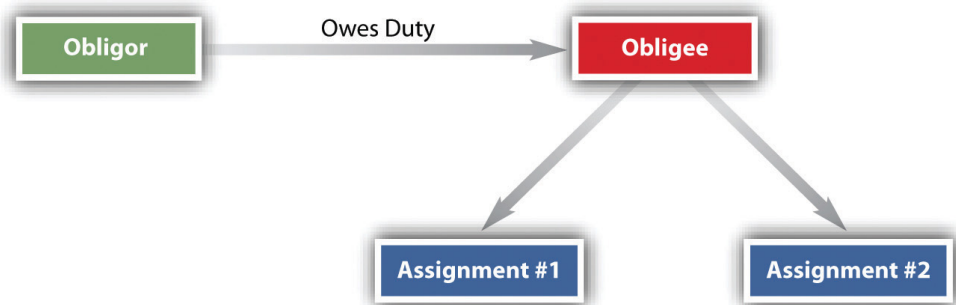 Obligor
Owes Duty
Obligee
Assignment #1
Assignment #2